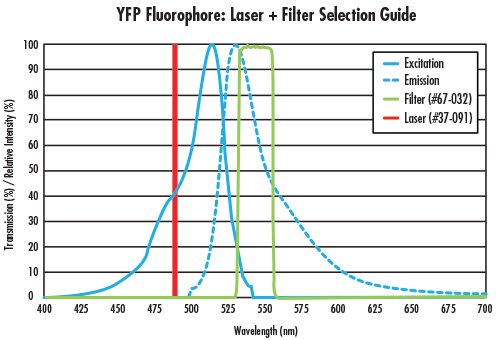 YFP Fluorophore: Laser + Filter Selection Guide
Transmission (%) / Relative Intensity (%)
100
90
80
70
60
50
40
30
20
10
0
Excitation
Emission
Filter (#67-032)
Laser (#37-091)
400 425 450 475 500 525 550 565 600 625 650 675 700
Wavelength (nm)